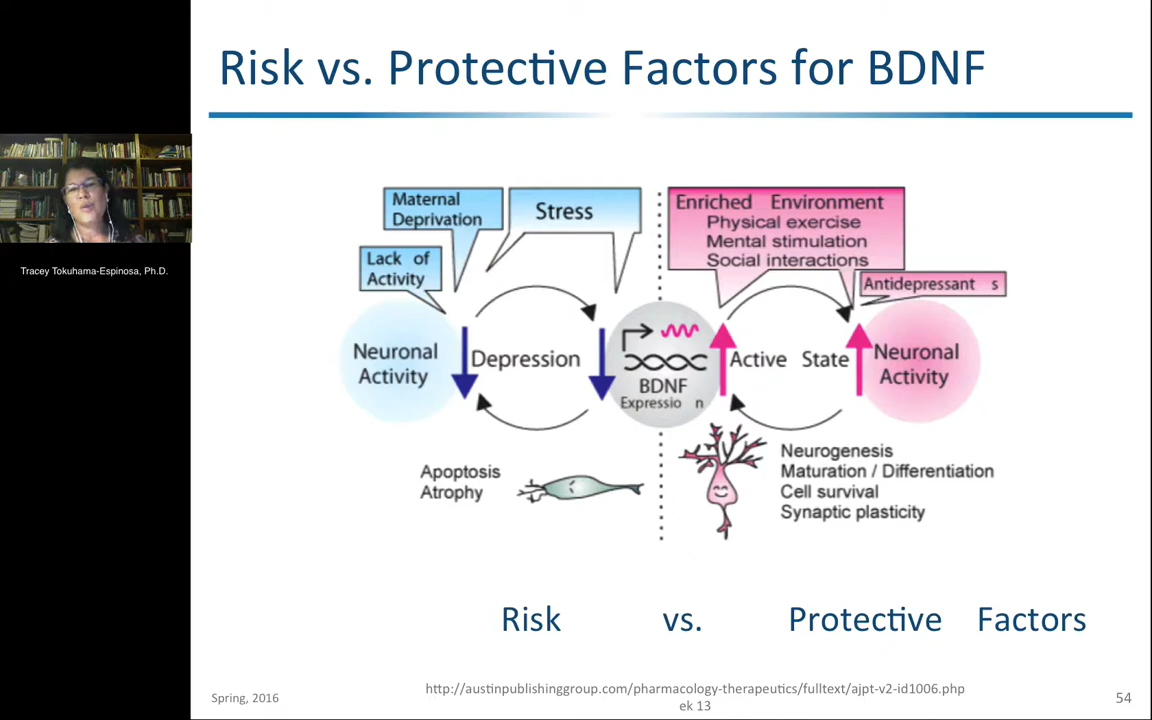 Risk vs. Protective Factors for BDNF
Tracey Tokuhama-Espinosa, Ph.D.
Maternal
Deprivation
Stress
Lack of
Activity
Enriched Environment
Physical exercise
Mental stimulation
Social interactions
Antidepressant s
Neuronal
Activity
Depression
BDNF
Expressio n
Active State
Neuronal
Activity
Apoptosis
Atrophy
Neurogenesis
Maturation / Differentiation
Cell survival
Synaptic plasticity
Risk vs. Protective Factors
Spring, 2016
http://austinpublishinggroup.com/pharmacology-therapeutics/fulltext/ajpt-v2-id1006.php
ek 13
54